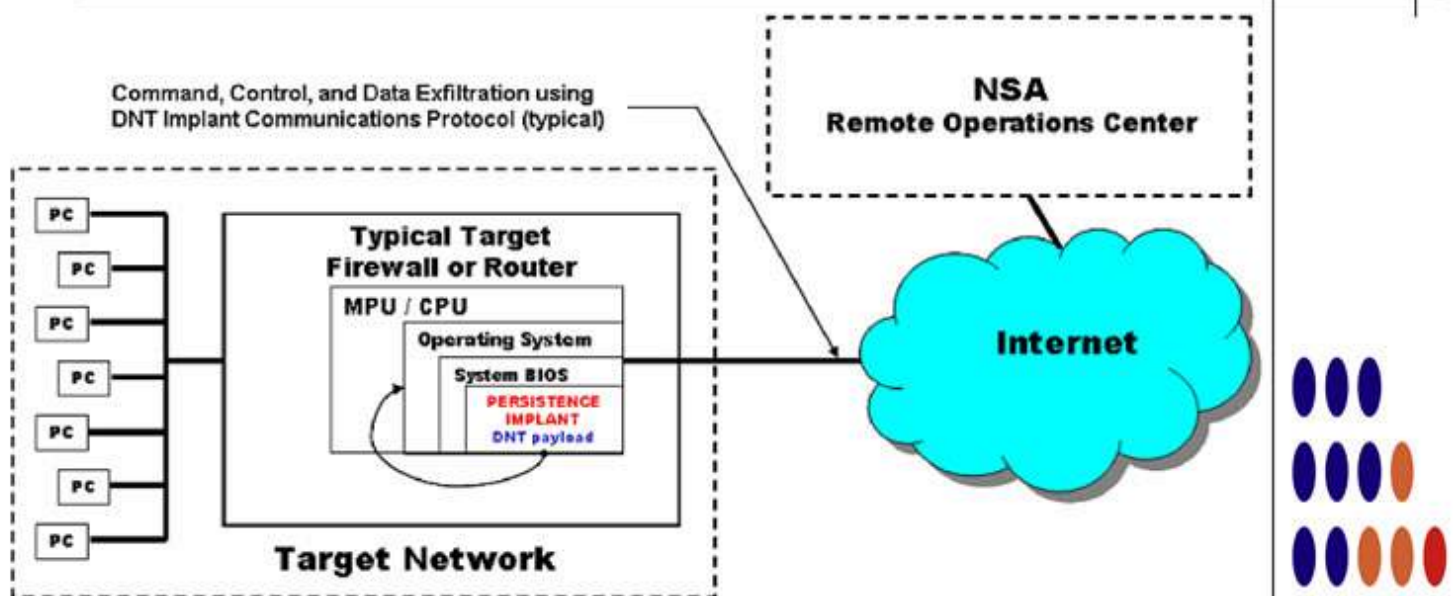 Command, Control, and Data Exfiltration using
DNT Implant Communications Protocol (typical)
NSA
Remote Operations Center
PC
PC
PC
PC
PC
PC
PC
Typical Target
Firewall or Router
MPU / CPU
Operating System
System BIOS
PERSISTENCE
IMPLANT
DNT payload
Internet
Target Network